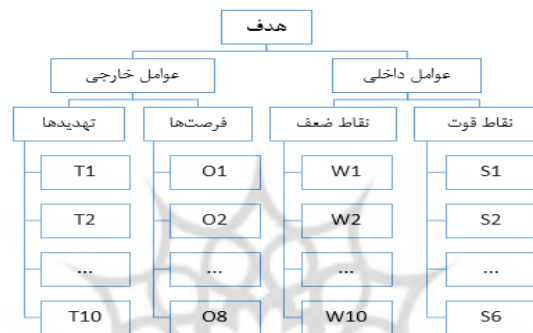 هدف
عوامل داخلی
عوامل خارجی
نقاط قوت
نقاط ضعف
فرصت‌ها
تهدیدها
S1
W1
O1
T1
S2
W2
O2
T2
...
...
...
...
S6
W10
O8
T10